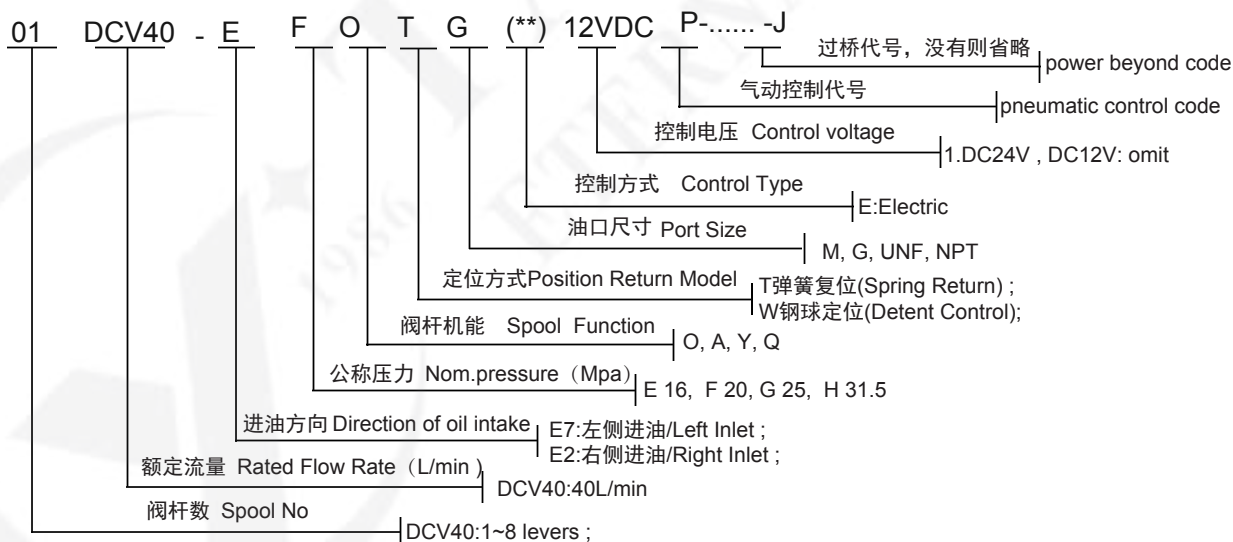 01 DCV40 - E F O T G (**) 12VDC P-...... -J
过桥代号，没有则省略 power beyond code
气动控制代号 pneumatic control code
控制电压 Control voltage
1.DC24V , DC12V: omit
控制方式 Control Type
E:Electric
油口尺寸 Port Size
M, G, UNF, NPT
定位方式Position Return Model
T弹簧复位(Spring Return) ;
W钢球定位(Detent Control);
阀杆机能 Spool Function
O, A, Y, Q
公称压力 Nom.pressure（Mpa）
E 16, F 20, G 25, H 31.5
进油方向 Direction of oil intake
E7:左侧进油/Left Inlet ;
E2:右侧进油/Right Inlet ;
额定流量 Rated Flow Rate（L/min )
DCV40:40L/min
阀杆数 Spool No
DCV40:1~8 levers ;
1986